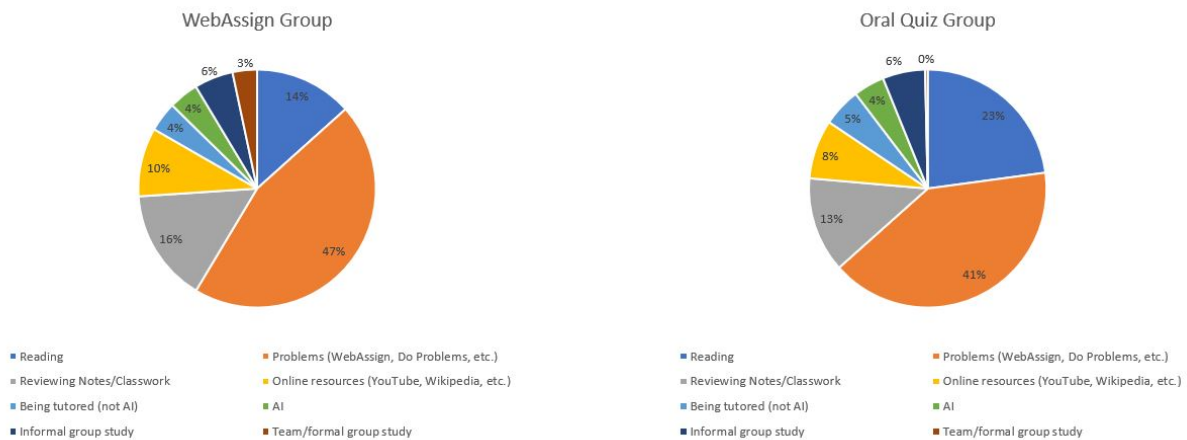 WebAssign Group
3%
6%
4%
14%
4%
10%
16%
47%
Reading
Problems (WebAssign, Do Problems, etc.)
Reviewing Notes/Classwork
Online resources (YouTube, Wikipedia, etc.)
Being tutored (not AI)
AI
Informal group study
Team/formal group study
Oral Quiz Group
6%
0%
4%
5%
23%
8%
13%
41%
Reading
Problems (WebAssign, Do Problems, etc.)
Reviewing Notes/Classwork
Online resources (YouTube, Wikipedia, etc.)
Being tutored (not AI)
AI
Informal group study
Team/formal group study